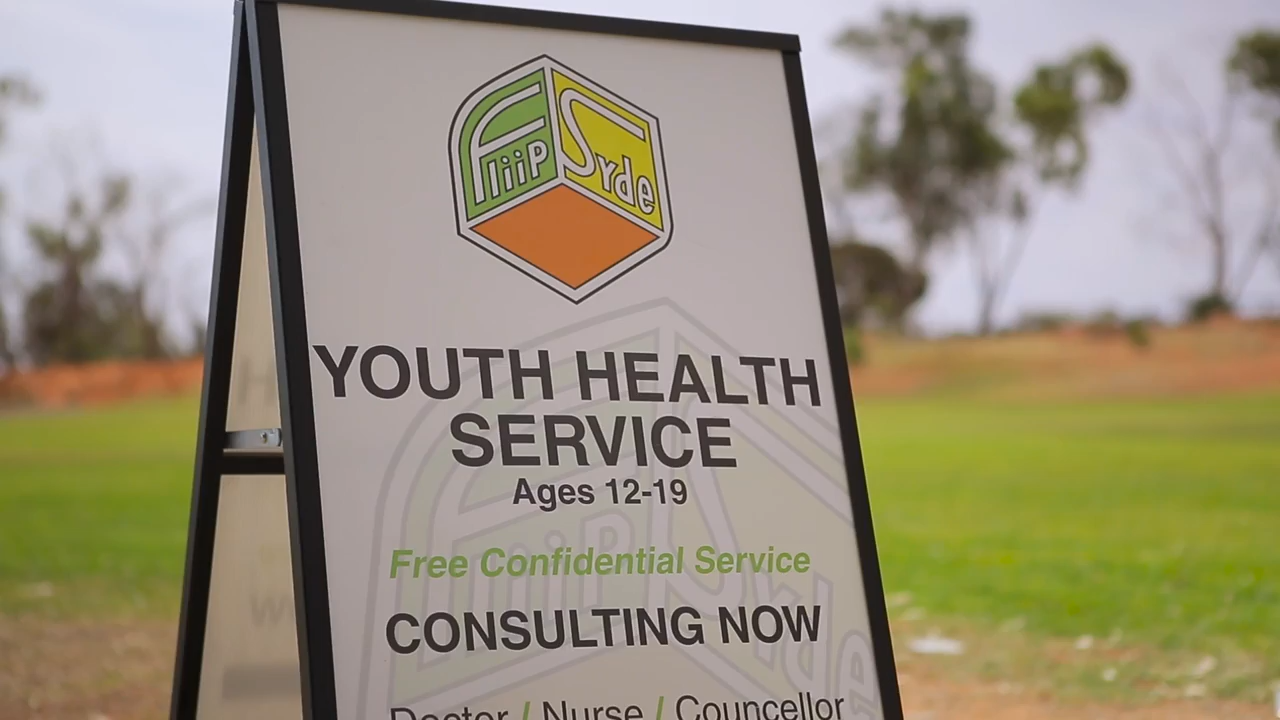 FliiP Syde
YOUTH HEALTH
SERVICE
Ages 12-19
Free Confidential Service
CONSULTING NOW
Doctor / Nurse / Councellor